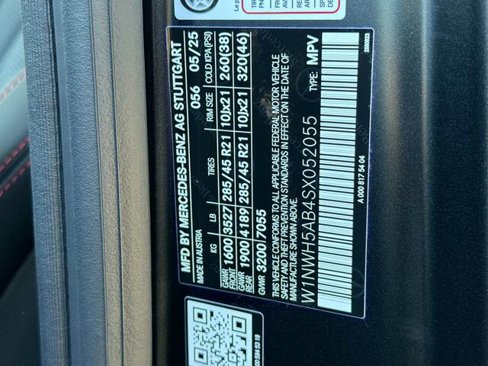 MFD BY MERCEDES-BENZ AG STUTTGART
MADE IN AUSTRIA 056 05/25
KG LB TIRES RIM SIZE COLD KPA(PSI)
GAWR FRONT 1600 3527 285/45 R21 10Jx21 260(38)
GAWR REAR 1900 4189 285/45 R21 10Jx21 320(46)
GVWR 3200/7055
THIS VEHICLE CONFORMS TO ALL APPLICABLE FEDERAL MOTOR VEHICLE
SAFETY AND THEFT PREVENTION STANDARDS IN EFFECT ON THE DATE OF
MANUFACTURE SHOWN ABOVE.
W1NWH5AB4SX052055 TYPE: MPV
A 000 817 54 04